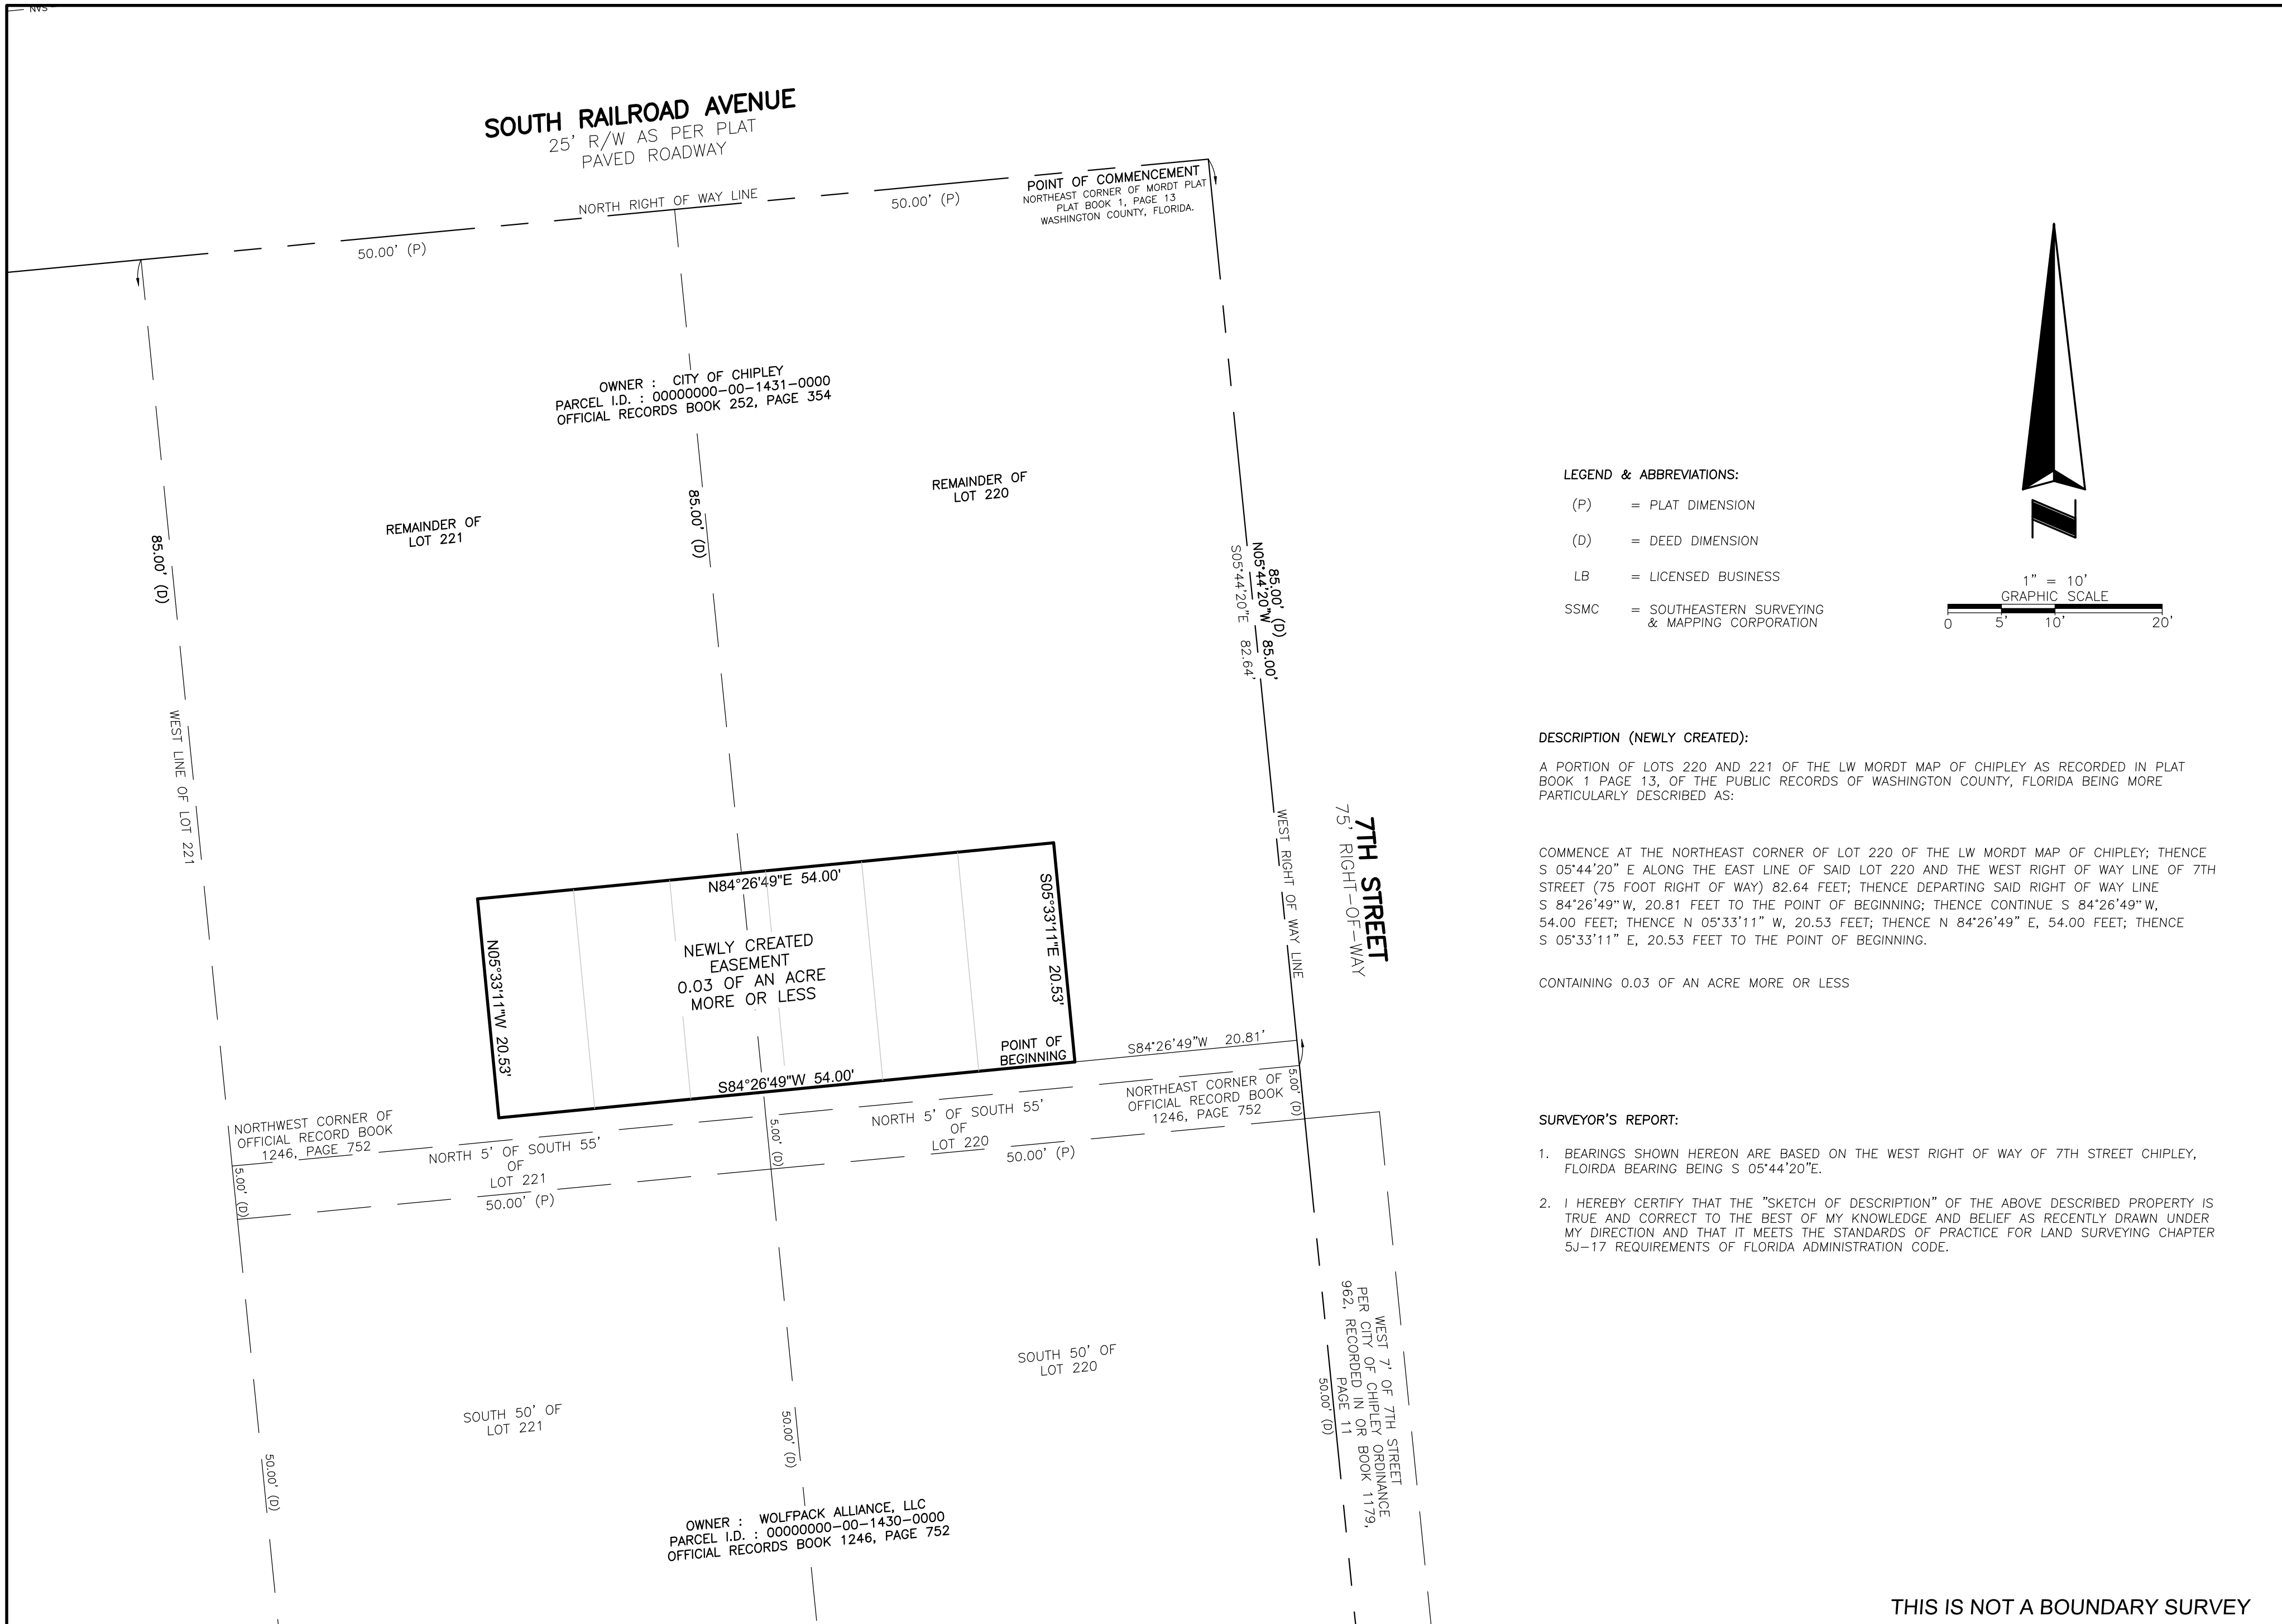 SOUTH RAILROAD AVENUE
25' R/W AS PER PLAT
PAVED ROADWAY
NORTH RIGHT OF WAY LINE
50.00' (P)
50.00' (P)
POINT OF COMMENCEMENT
NORTHEAST CORNER OF MORDT PLAT
PLAT BOOK 1, PAGE 13
WASHINGTON COUNTY, FLORIDA.
OWNER : CITY OF CHIPLEY
PARCEL I.D. : 00000000-00-1431-0000
OFFICIAL RECORDS BOOK 252, PAGE 354
REMAINDER OF
LOT 221
REMAINDER OF
LOT 220
85.00' (D)
85.00' (D)
85.00' (D)
N05°44'20"W 85.00'
S05°44'20"E 82.64'
WEST LINE OF LOT 221
WEST RIGHT OF WAY LINE
7TH STREET
75' RIGHT-OF-WAY
N84°26'49"E 54.00'
S05°33'11"E 20.53'
N05°33'11"W 20.53'
NEWLY CREATED
EASEMENT
0.03 OF AN ACRE
MORE OR LESS
POINT OF
BEGINNING
S84°26'49"W 54.00'
S84°26'49"W 20.81'
NORTHWEST CORNER OF
OFFICIAL RECORD BOOK
1246, PAGE 752
NORTH 5' OF SOUTH 55'
OF
LOT 221
50.00' (P)
5.00' (D)
5.00' (D)
NORTH 5' OF SOUTH 55'
OF
LOT 220
50.00' (P)
NORTHEAST CORNER OF
OFFICIAL RECORD BOOK
1246, PAGE 752
5.00' (D)
SOUTH 50' OF
LOT 221
SOUTH 50' OF
LOT 220
50.00' (D)
50.00' (D)
50.00' (D)
WEST 7' OF 7TH STREET
PER CITY OF CHIPLEY ORDINANCE
962, RECORDED IN OR BOOK 1179,
PAGE 11
OWNER : WOLFPACK ALLIANCE, LLC
PARCEL I.D. : 00000000-00-1430-0000
OFFICIAL RECORDS BOOK 1246, PAGE 752
N
1" = 10'
GRAPHIC SCALE
0 5' 10' 20'
LEGEND & ABBREVIATIONS:
(P) = PLAT DIMENSION
(D) = DEED DIMENSION
LB = LICENSED BUSINESS
SSMC = SOUTHEASTERN SURVEYING
& MAPPING CORPORATION
DESCRIPTION (NEWLY CREATED):
A PORTION OF LOTS 220 AND 221 OF THE LW MORDT MAP OF CHIPLEY AS RECORDED IN PLAT
BOOK 1 PAGE 13, OF THE PUBLIC RECORDS OF WASHINGTON COUNTY, FLORIDA BEING MORE
PARTICULARLY DESCRIBED AS:
COMMENCE AT THE NORTHEAST CORNER OF LOT 220 OF THE LW MORDT MAP OF CHIPLEY; THENCE
S 05°44'20" E ALONG THE EAST LINE OF SAID LOT 220 AND THE WEST RIGHT OF WAY LINE OF 7TH
STREET (75 FOOT RIGHT OF WAY) 82.64 FEET; THENCE DEPARTING SAID RIGHT OF WAY LINE
S 84°26'49" W, 20.81 FEET TO THE POINT OF BEGINNING; THENCE CONTINUE S 84°26'49" W,
54.00 FEET; THENCE N 05°33'11" W, 20.53 FEET; THENCE N 84°26'49" E, 54.00 FEET; THENCE
S 05°33'11" E, 20.53 FEET TO THE POINT OF BEGINNING.
CONTAINING 0.03 OF AN ACRE MORE OR LESS
SURVEYOR'S REPORT:
1. BEARINGS SHOWN HEREON ARE BASED ON THE WEST RIGHT OF WAY OF 7TH STREET CHIPLEY,
FLOIRDA BEARING BEING S 05°44'20"E.
2. I HEREBY CERTIFY THAT THE "SKETCH OF DESCRIPTION" OF THE ABOVE DESCRIBED PROPERTY IS
TRUE AND CORRECT TO THE BEST OF MY KNOWLEDGE AND BELIEF AS RECENTLY DRAWN UNDER
MY DIRECTION AND THAT IT MEETS THE STANDARDS OF PRACTICE FOR LAND SURVEYING CHAPTER
5J-17 REQUIREMENTS OF FLORIDA ADMINISTRATION CODE.
THIS IS NOT A BOUNDARY SURVEY